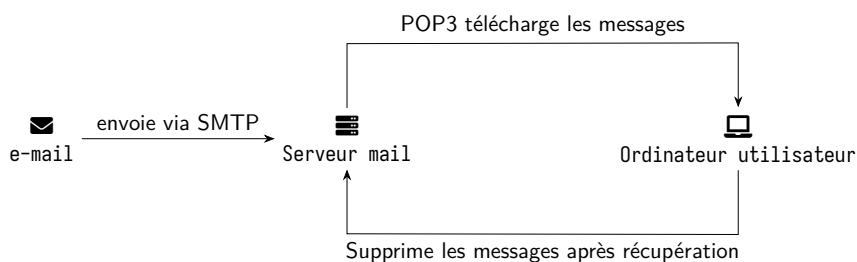 POP3 télécharge les messages
envoie via SMTP
e-mail
Serveur mail
Ordinateur utilisateur
Supprime les messages après récupération